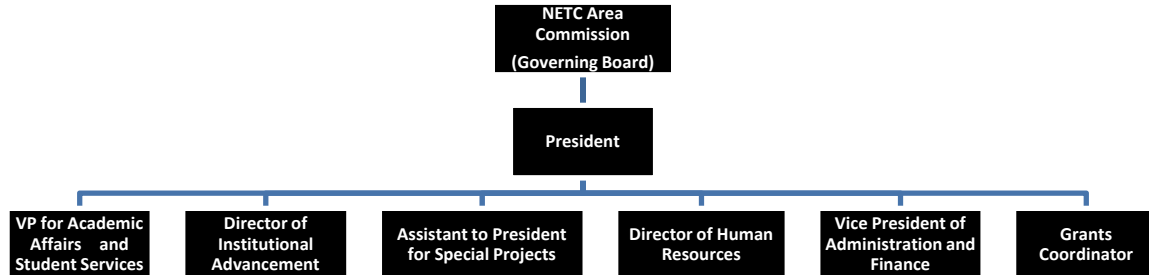 NETC Area
Commission
(Governing Board)
President
VP for Academic
Affairs and
Student Services
Director of
Institutional
Advancement
Assistant to President
for Special Projects
Director of Human
Resources
Vice President of
Administration and
Finance
Grants
Coordinator